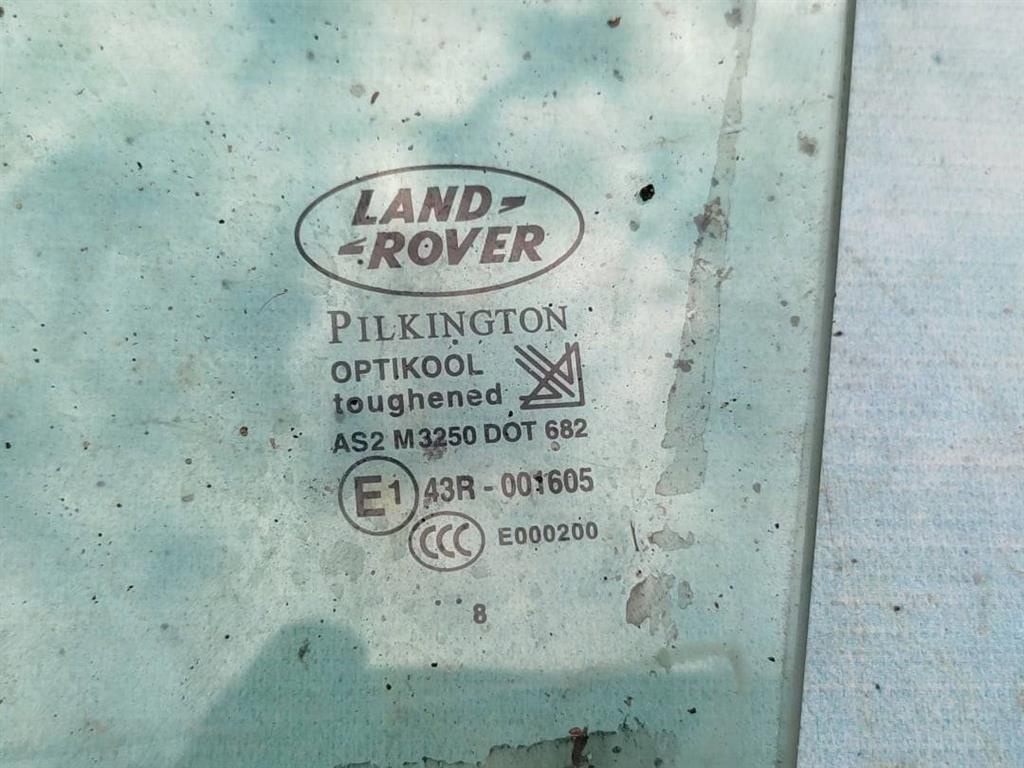 LAND-
-ROVER
PILKINGTON
OPTIKOOL
toughened
AS2 M3250 DOT 682
E1 43R - 001605
CCC E000200
.. 8